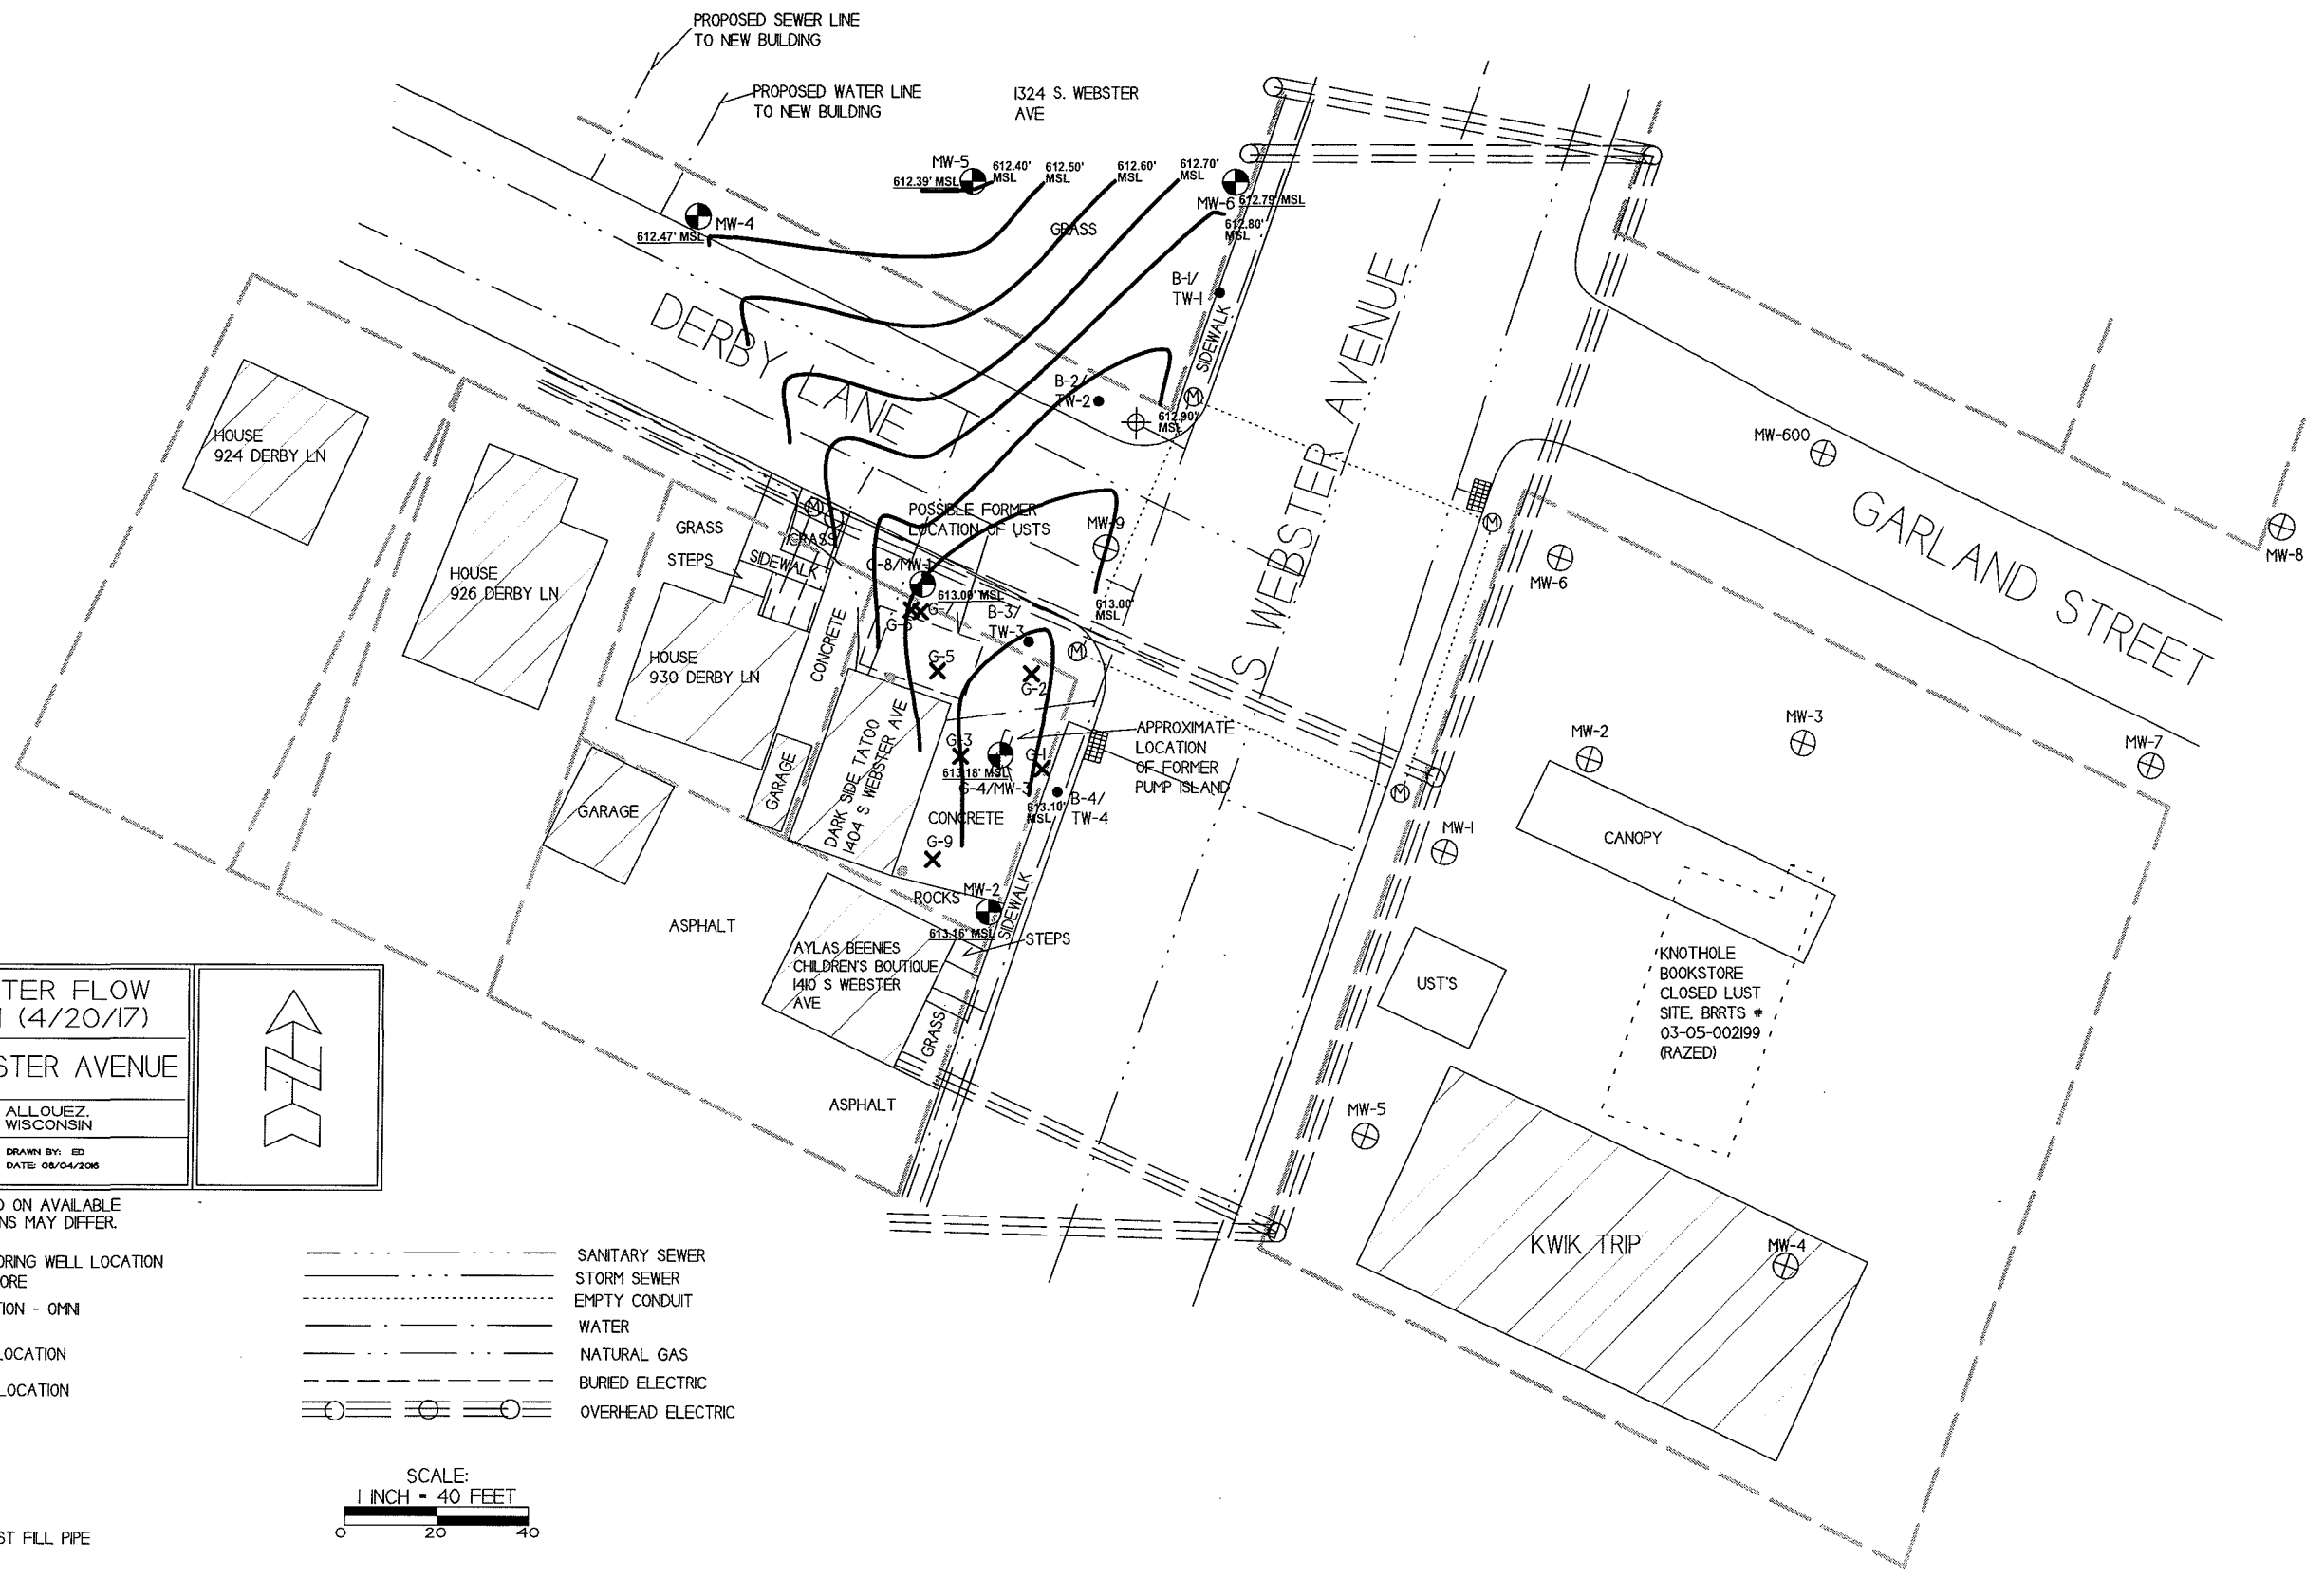 PROPOSED SEWER LINE
TO NEW BUILDING
PROPOSED WATER LINE
TO NEW BUILDING
1324 S. WEBSTER
AVE
MW-5
612.39' MSL
612.40'
MSL
612.50'
MSL
612.60'
MSL
612.70'
MSL
MW-6
612.79' MSL
612.80'
MSL
MW-4
612.47' MSL
GRASS
B-1/
TW-1
SIDEWALK
DERBY LANE
B-2/
TW-2
M
612.90'
MSL
S WEBSTER AVENUE
GARLAND STREET
MW-600
MW-8
MW-6
HOUSE
924 DERBY LN
HOUSE
926 DERBY LN
HOUSE
930 DERBY LN
GRASS
STEPS
SIDEWALK
GRASS
M
CONCRETE
POSSIBLE FORMER
LOCATION OF USTS
MW-9
G-8/MW-1
613.00' MSL
613.00'
MSL
G-7
G-6
B-3/
TW-3
M
G-5
G-2
M
M
APPROXIMATE
LOCATION
OF FORMER
PUMP ISLAND
G-3
G-1
613.18' MSL
G-4/MW-3
613.10'
MSL
B-4/
TW-4
CONCRETE
G-9
DARK SIDE TATOO
1404 S WEBSTER AVE
GARAGE
GARAGE
ROCKS
MW-2
613.16' MSL
SIDEWALK
STEPS
ASPHALT
AYLAS BEENIES
CHILDREN'S BOUTIQUE
1410 S WEBSTER
AVE
GRASS
ASPHALT
MW-2
MW-3
MW-7
MW-1
CANOPY
UST'S
KNOTHOLE
BOOKSTORE
CLOSED LUST
SITE. BRRTS #
03-05-002199
(RAZED)
MW-5
KWIK TRIP
MW-4
TER FLOW
(4/20/17)
STER AVENUE
ALLOUEZ,
WISCONSIN
DRAWN BY: ED
DATE: 08/04/2016
ON AVAILABLE
NS MAY DIFFER.
ORING WELL LOCATION
ORE
TION - OMNI
LOCATION
LOCATION
ST FILL PIPE
SANITARY SEWER
STORM SEWER
EMPTY CONDUIT
WATER
NATURAL GAS
BURIED ELECTRIC
OVERHEAD ELECTRIC
SCALE:
1 INCH = 40 FEET
0 20 40